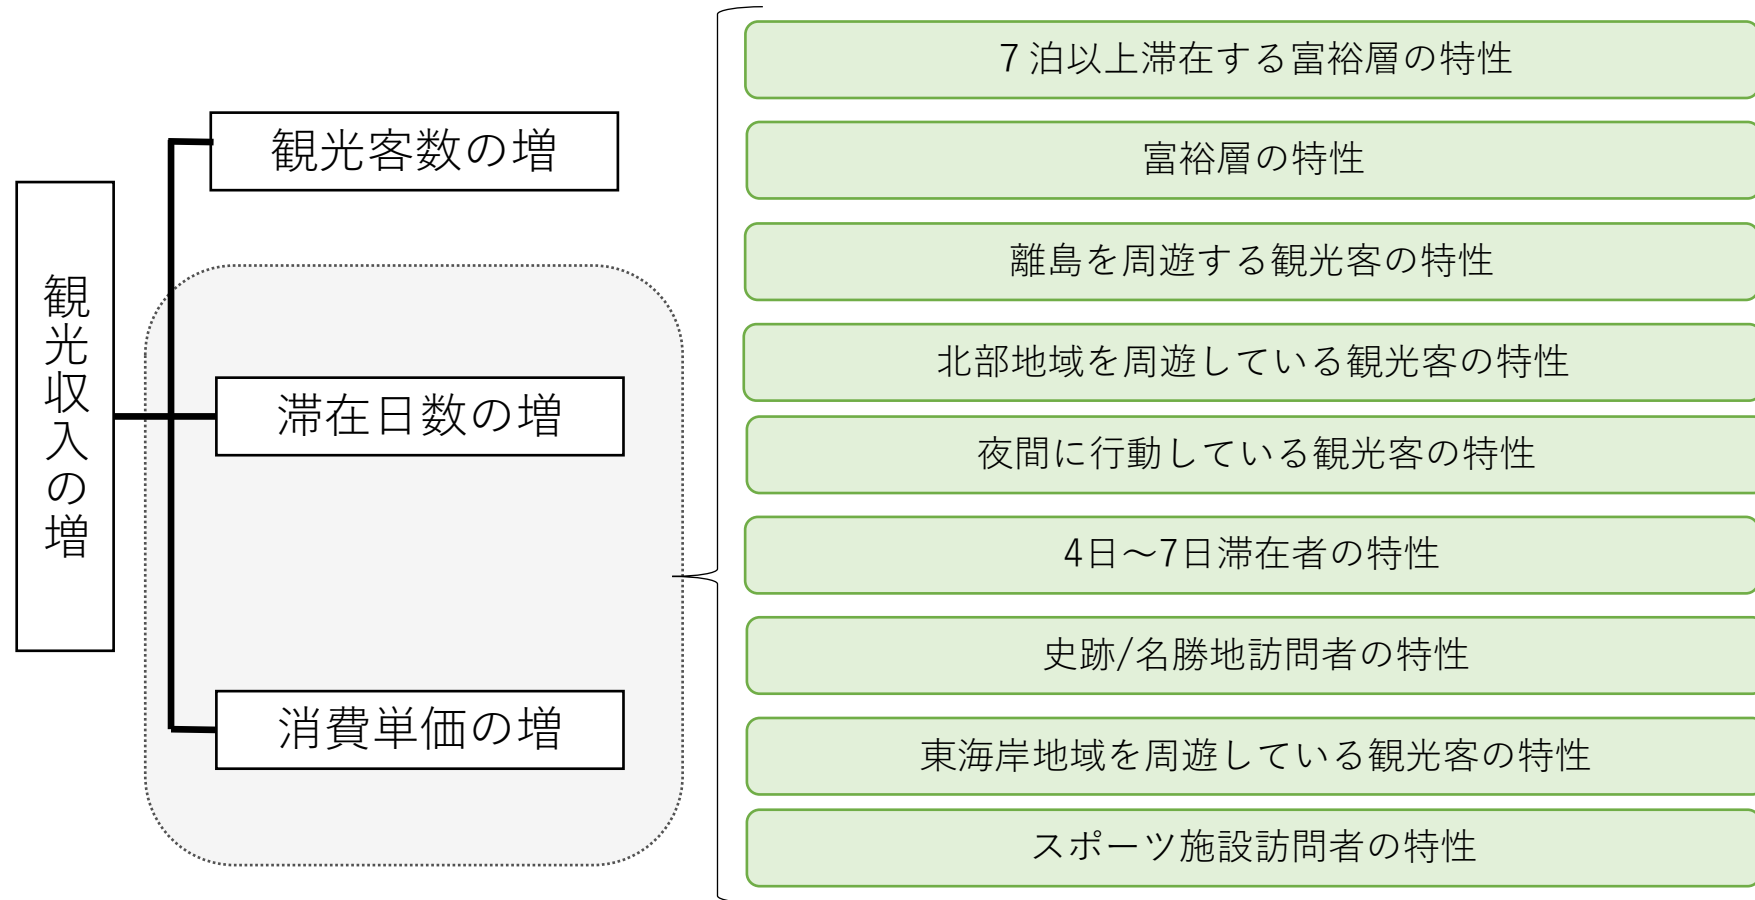 観光収入の増
観光客数の増
滞在日数の増
消費単価の増
7泊以上滞在する富裕層の特性
富裕層の特性
離島を周遊する観光客の特性
北部地域を周遊している観光客の特性
夜間に行動している観光客の特性
4日～7日滞在者の特性
史跡/名勝地訪問者の特性
東海岸地域を周遊している観光客の特性
スポーツ施設訪問者の特性